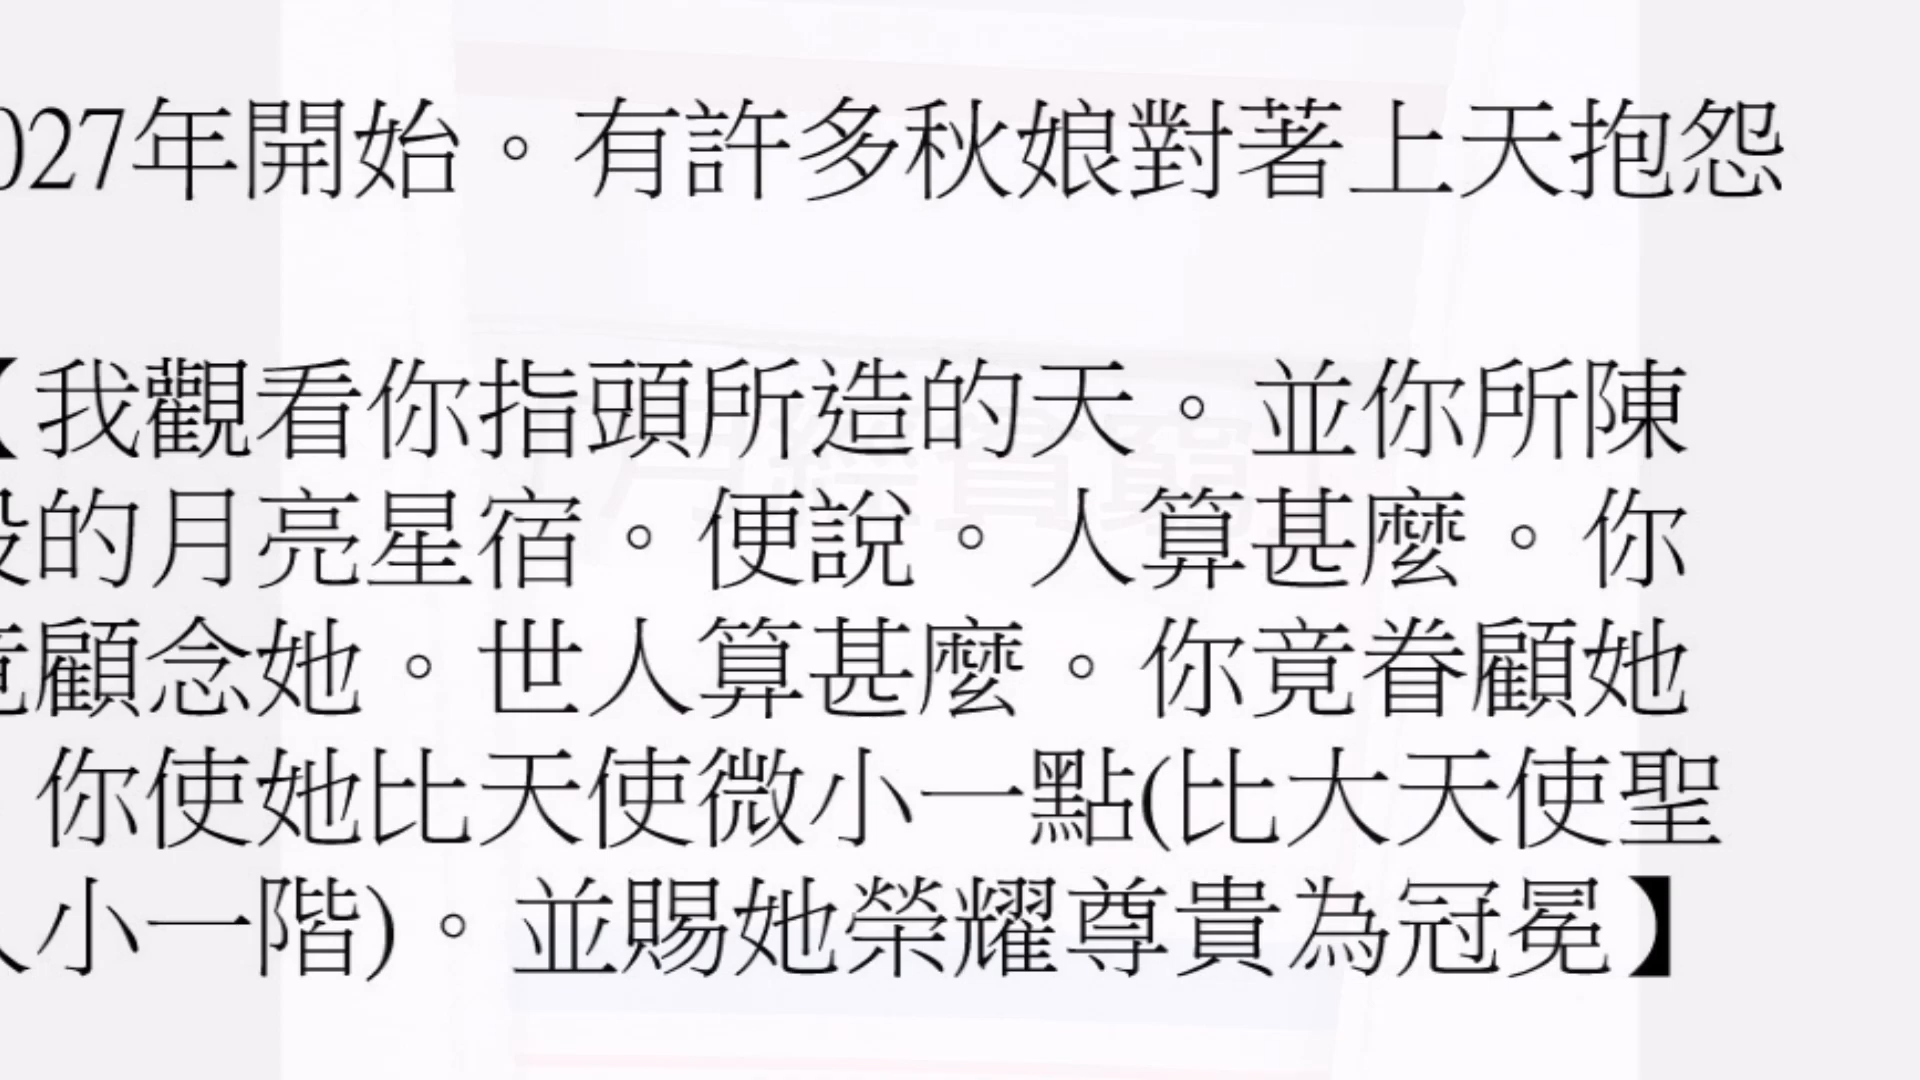 027年開始。有許多秋娘對著上天抱怨
【我觀看你指頭所造的天。並你所陳
設的月亮星宿。便說。人算甚麼。你
竟顧念她。世人算甚麼。你竟眷顧她
你使她比天使微小一點(比大天使聖
人小一階)。並賜她榮耀尊貴為冠冕】
月經貧窮